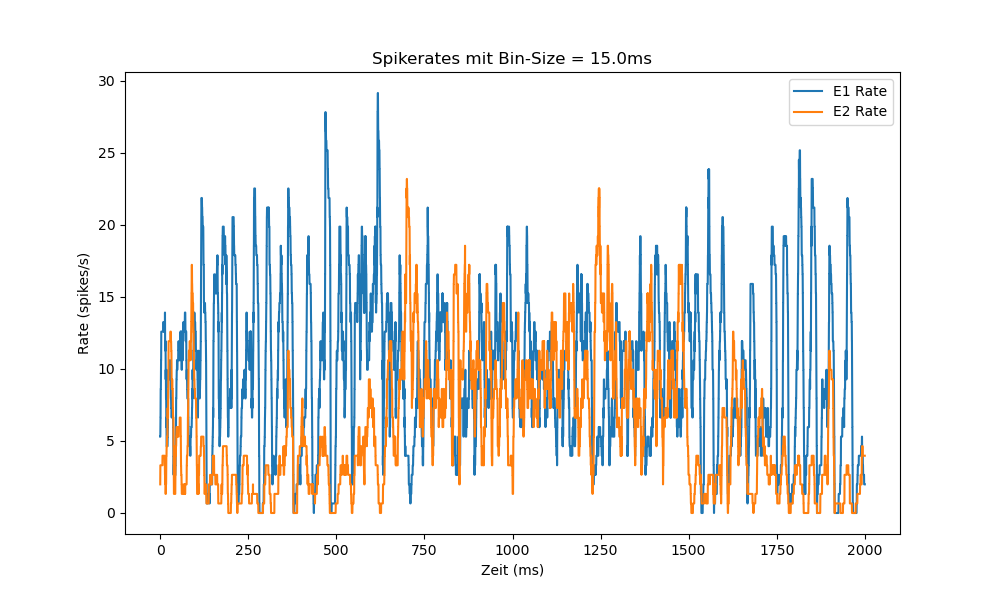 Spikerates mit Bin-Size = 15.0ms
E1 Rate
E2 Rate
Rate (spikes/s)
30
25
20
15
10
5
0
0 250 500 750 1000 1250 1500 1750 2000
Zeit (ms)